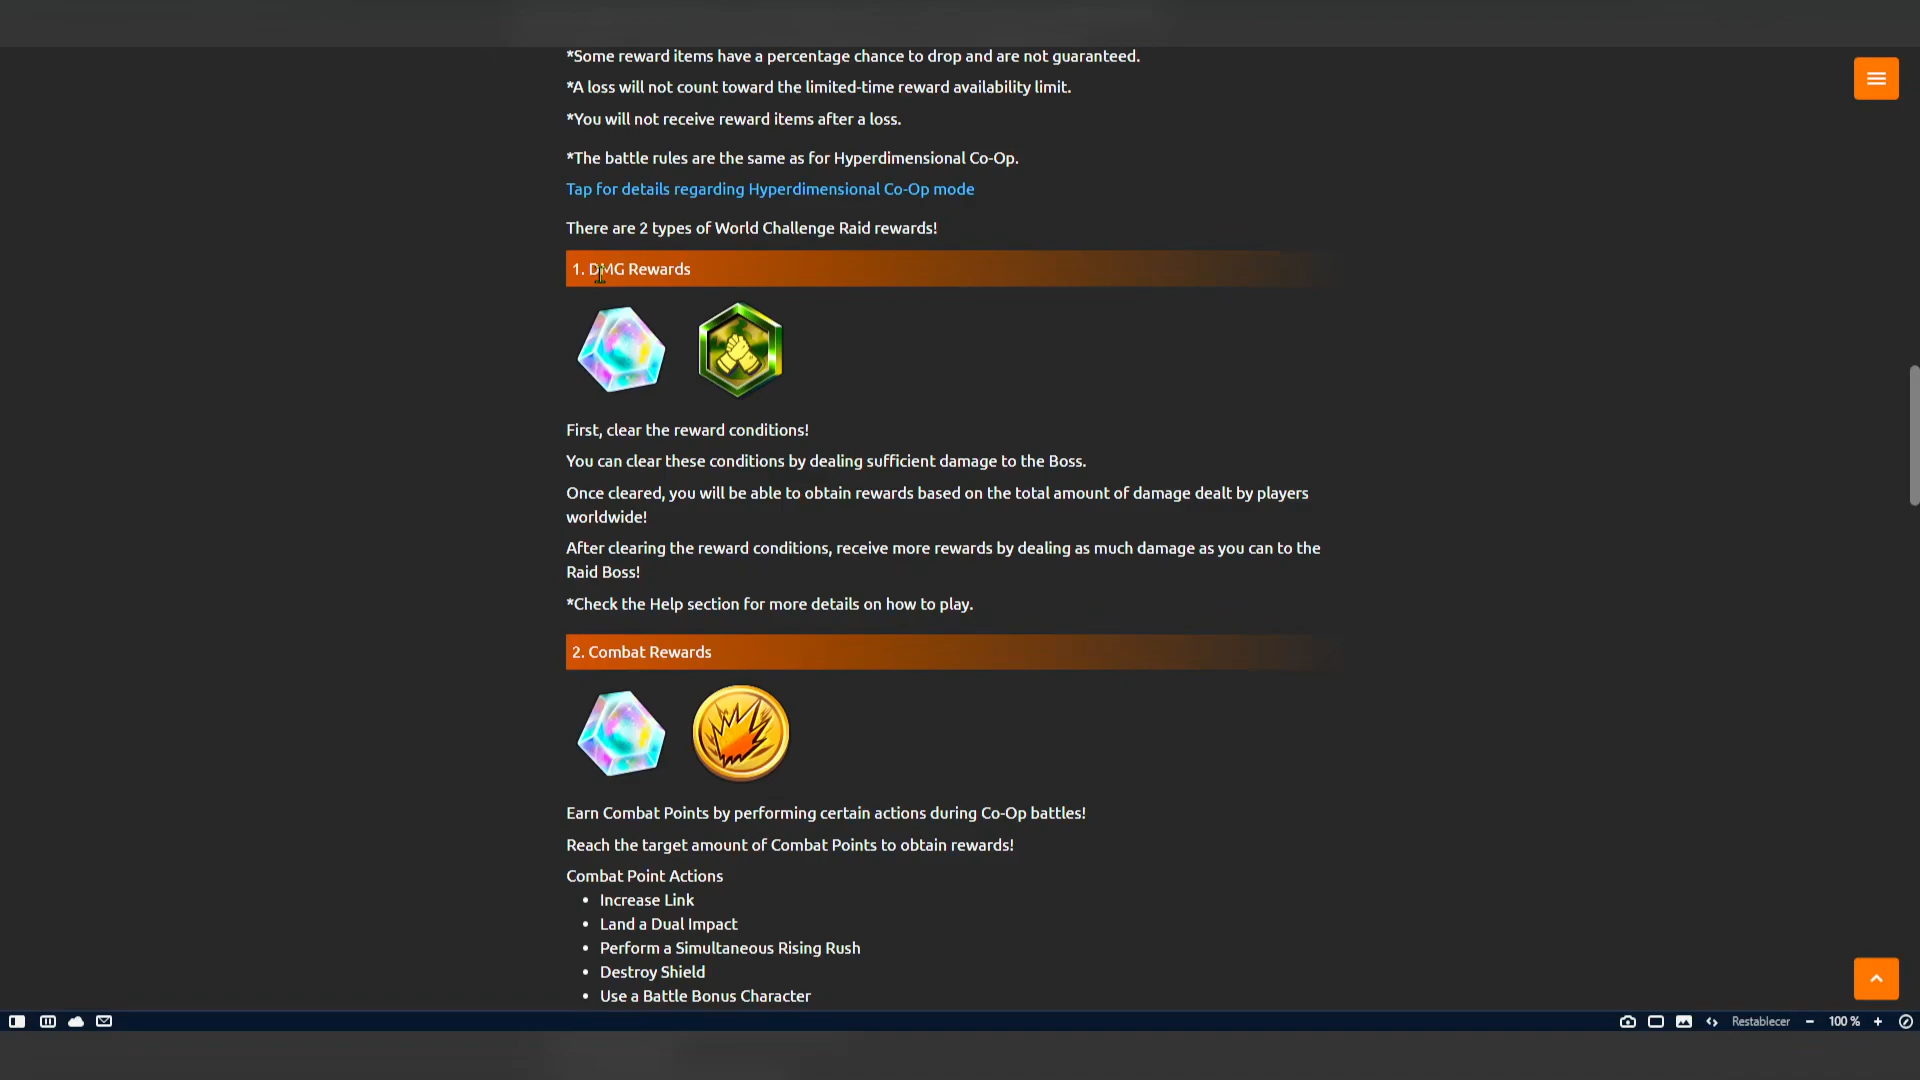 *Some reward items have a percentage chance to drop and are not guaranteed.
*A loss will not count toward the limited-time reward availability limit.
*You will not receive reward items after a loss.
*The battle rules are the same as for Hyperdimensional Co-Op.
Tap for details regarding Hyperdimensional Co-Op mode
There are 2 types of World Challenge Raid rewards!
1. DMG Rewards
First, clear the reward conditions!
You can clear these conditions by dealing sufficient damage to the Boss.
Once cleared, you will be able to obtain rewards based on the total amount of damage dealt by players
worldwide!
After clearing the reward conditions, receive more rewards by dealing as much damage as you can to the
Raid Boss!
*Check the Help section for more details on how to play.
2. Combat Rewards
Earn Combat Points by performing certain actions during Co-Op battles!
Reach the target amount of Combat Points to obtain rewards!
Combat Point Actions
• Increase Link
• Land a Dual Impact
• Perform a Simultaneous Rising Rush
• Destroy Shield
• Use a Battle Bonus Character
Restablecer − 100 % +